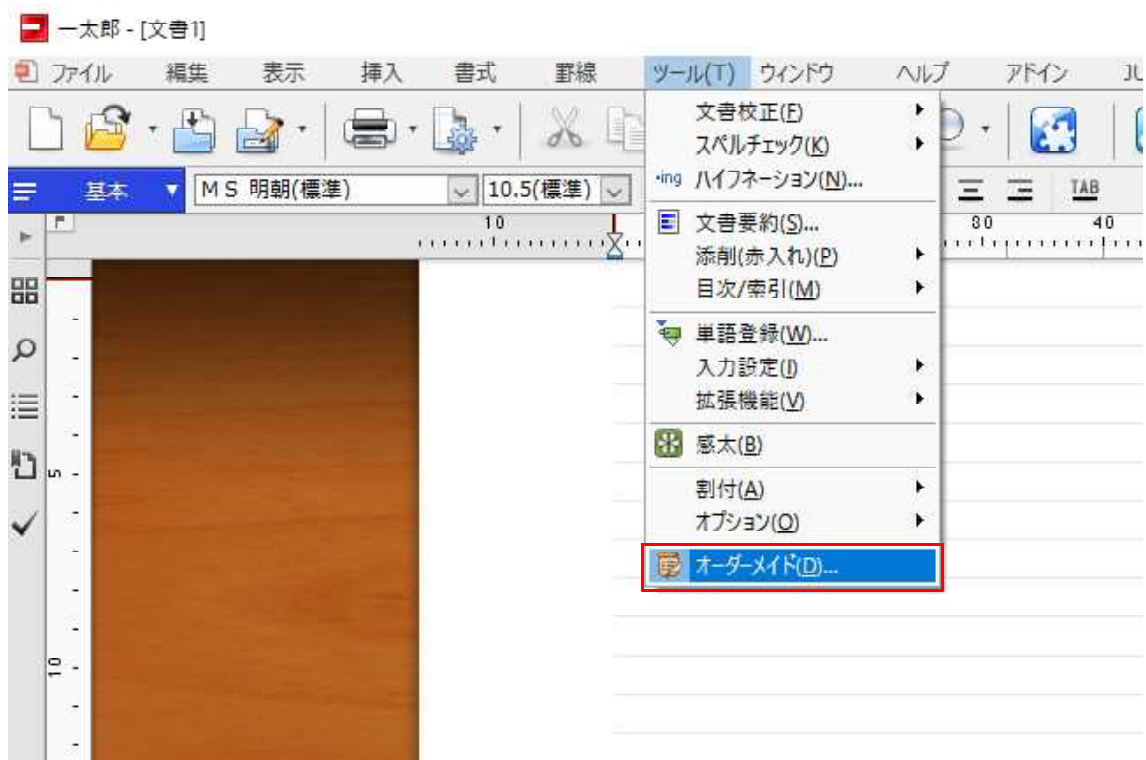 一太郎 - [文書1]
ファイル 編集 表示 挿入 書式 罫線 ツール(T) ウィンドウ ヘルプ アドイン
基本 ▼ MS 明朝(標準) 10.5(標準) TAB
10 30 40
文書校正(F)
スペルチェック(K)
-ing ハイフネーション(N)...
文書要約(S)...
添削(赤入れ)(P)
目次/索引(M)
単語登録(W)...
入力設定(I)
拡張機能(V)
感太(B)
割付(A)
オプション(O)
オーダーメイド(D)...
5
10